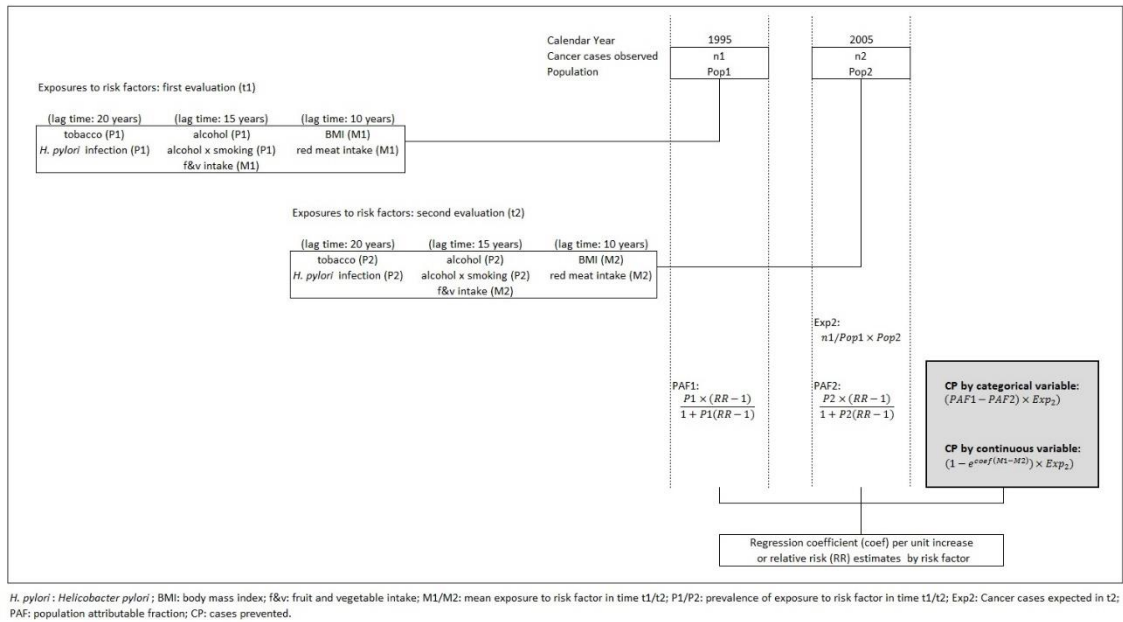 Calendar Year 1995 2005
Cancer cases observed n1 n2
Population Pop1 Pop2
Exposures to risk factors: first evaluation (t1)
(lag time: 20 years) (lag time: 15 years) (lag time: 10 years)
tobacco (P1) alcohol (P1) BMI (M1)
H. pylori infection (P1) alcohol x smoking (P1) red meat intake (M1)
f&v intake (M1)
Exposures to risk factors: second evaluation (t2)
(lag time: 20 years) (lag time: 15 years) (lag time: 10 years)
tobacco (P2) alcohol (P2) BMI (M2)
H. pylori infection (P2) alcohol x smoking (P2) red meat intake (M2)
f&v intake (M2)
Exp2:
n1/Pop1 × Pop2
PAF1:
P1 × (RR − 1)
1 + P1(RR − 1)
PAF2:
P2 × (RR − 1)
1 + P2(RR − 1)
CP by categorical variable:
(PAF1 − PAF2) × Exp₂)
CP by continuous variable:
(1 − e^coef(M1−M2)) × Exp₂)
Regression coefficient (coef) per unit increase
or relative risk (RR) estimates by risk factor
H. pylori : Helicobacter pylori ; BMI: body mass index; f&v: fruit and vegetable intake; M1/M2: mean exposure to risk factor in time t1/t2; P1/P2: prevalence of exposure to risk factor in time t1/t2; Exp2: Cancer cases expected in t2;
PAF: population attributable fraction; CP: cases prevented.